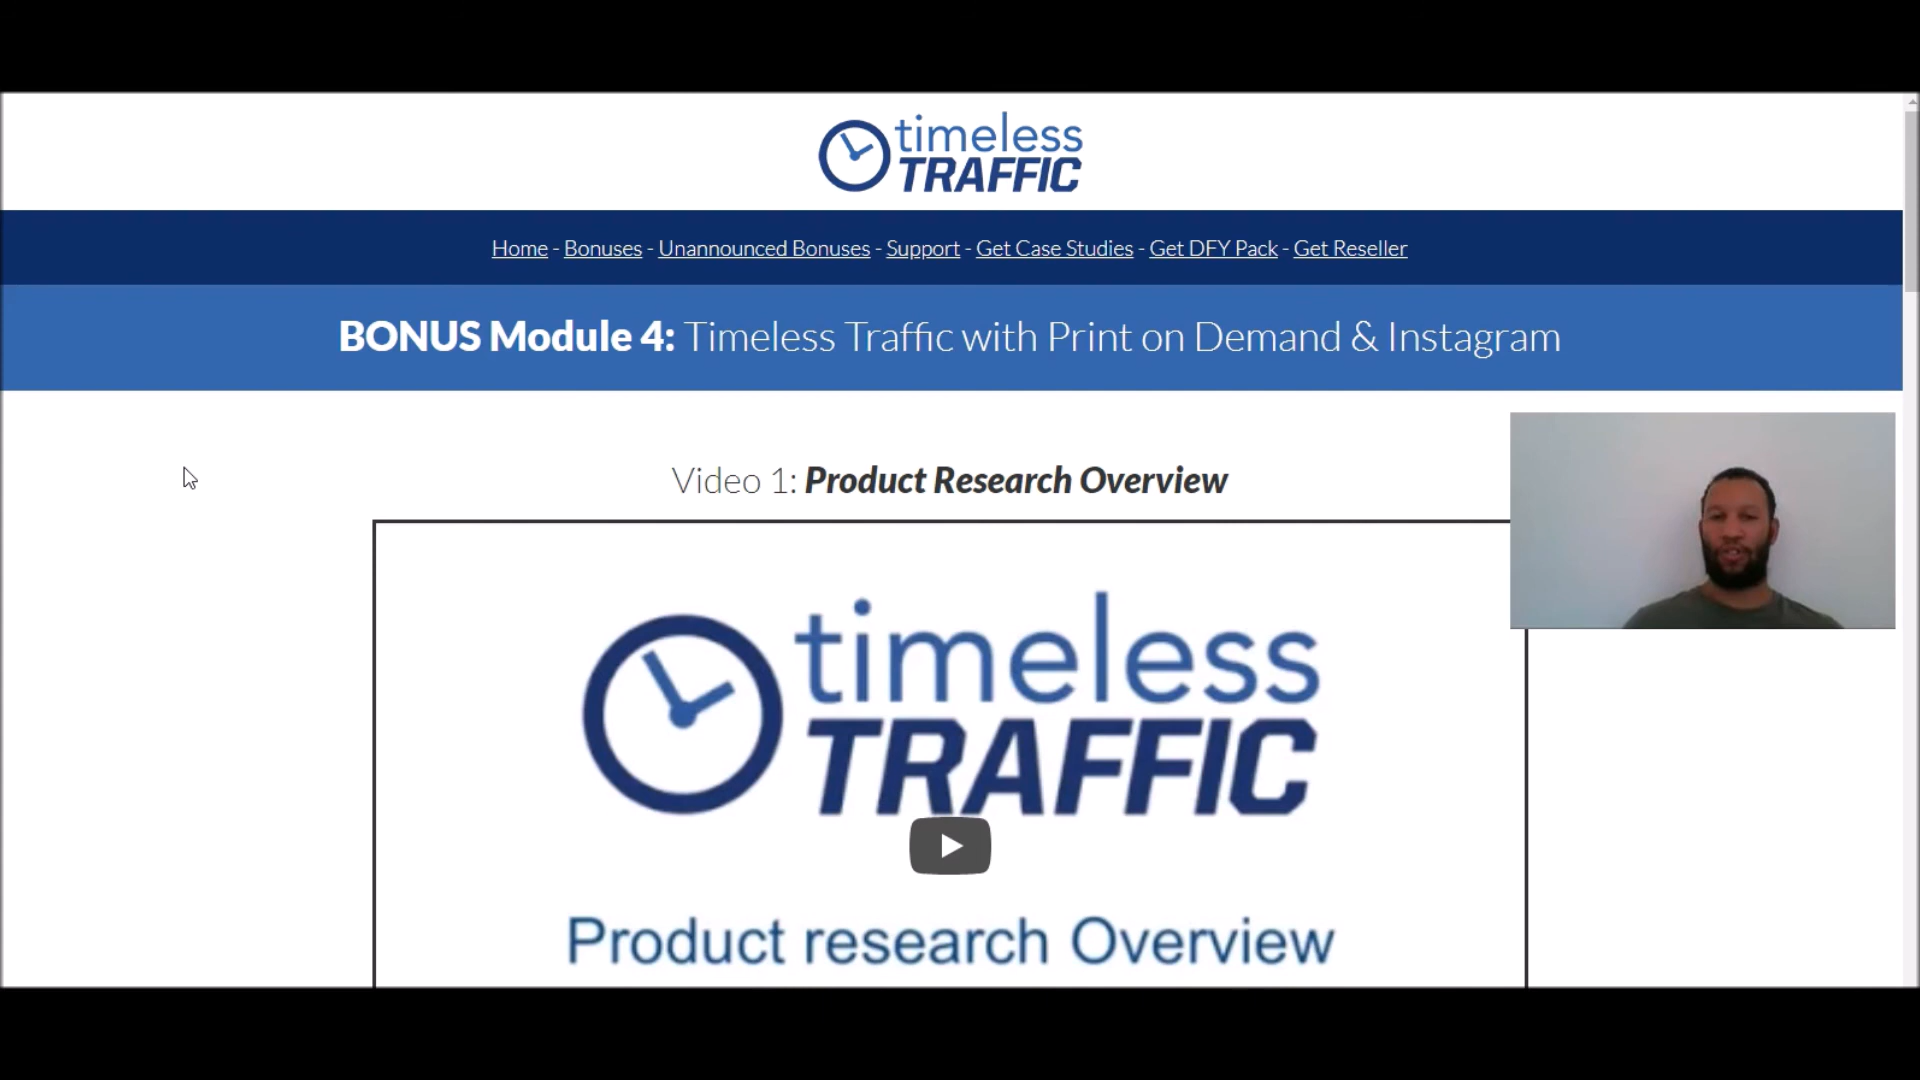 timeless
TRAFFIC
Home - Bonuses - Unannounced Bonuses - Support - Get Case Studies - Get DFY Pack - Get Reseller
BONUS Module 4: Timeless Traffic with Print on Demand & Instagram
Video 1: Product Research Overview
timeless
TRAFFIC
Product research Overview